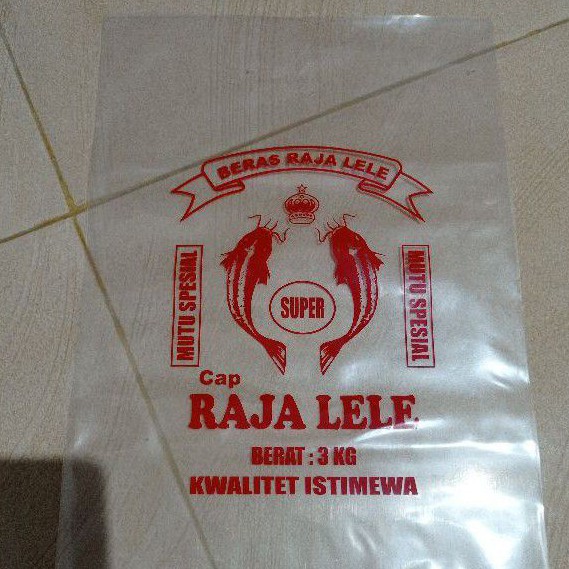 BERAS RAJA LELE
MUTU SPESIAL
SUPER
MUTU SPESIAL
Cap
RAJA LELE
BERAT : 3 KG
KWALITET ISTIMEWA